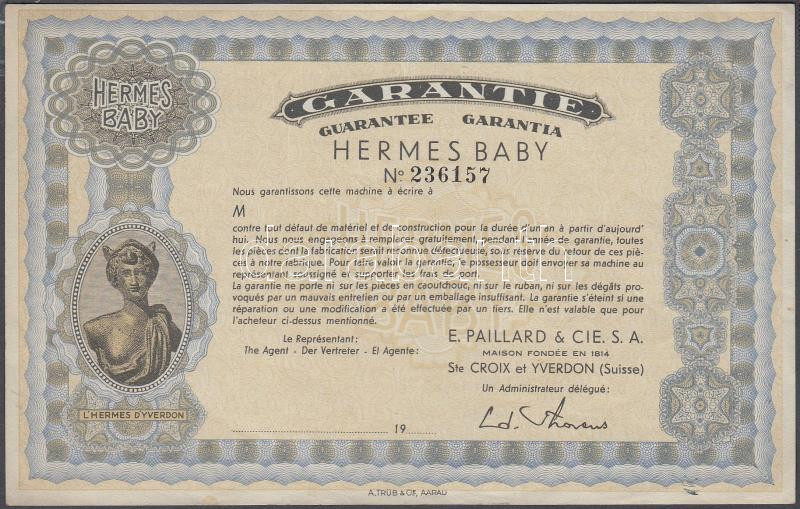 HERMES
BABY
GARANTIE
GUARANTEE GARANTIA
HERMES BABY
No 236157
Nous garantissons cette machine à écrire à
M
contre tout défaut de matériel et de construction pour la durée d'un an à partir d'aujourd'
hui. Nous nous engageons à remplacer gratuitement, pendant l'année de garantie, toutes
les pièces dont la fabrication serait reconnue défectueuse, sous réserve du retour de ces piè-
ces à notre fabrique. Pour faire valoir la garantie, le possesseur doit envoyer sa machine au
représentant soussigné et supporter les frais de port.
La garantie ne porte ni sur les pièces en caoutchouc, ni sur le ruban, ni sur les dégâts pro-
voqués par un mauvais entretien ou par un emballage insuffisant. La garantie s'éteint si une
réparation ou une modification a été effectuée par un tiers. Elle n'est valable que pour
l'acheteur ci-dessus mentionné.
Le Représentant:
The Agent - Der Vertreter - El Agente:
E. PAILLARD & CIE. S. A.
MAISON FONDÉE EN 1814
Ste CROIX et YVERDON (Suisse)
Un Administrateur délégué:
L'HERMES D'YVERDON
19
A. TRÜB & CIE, AARAU